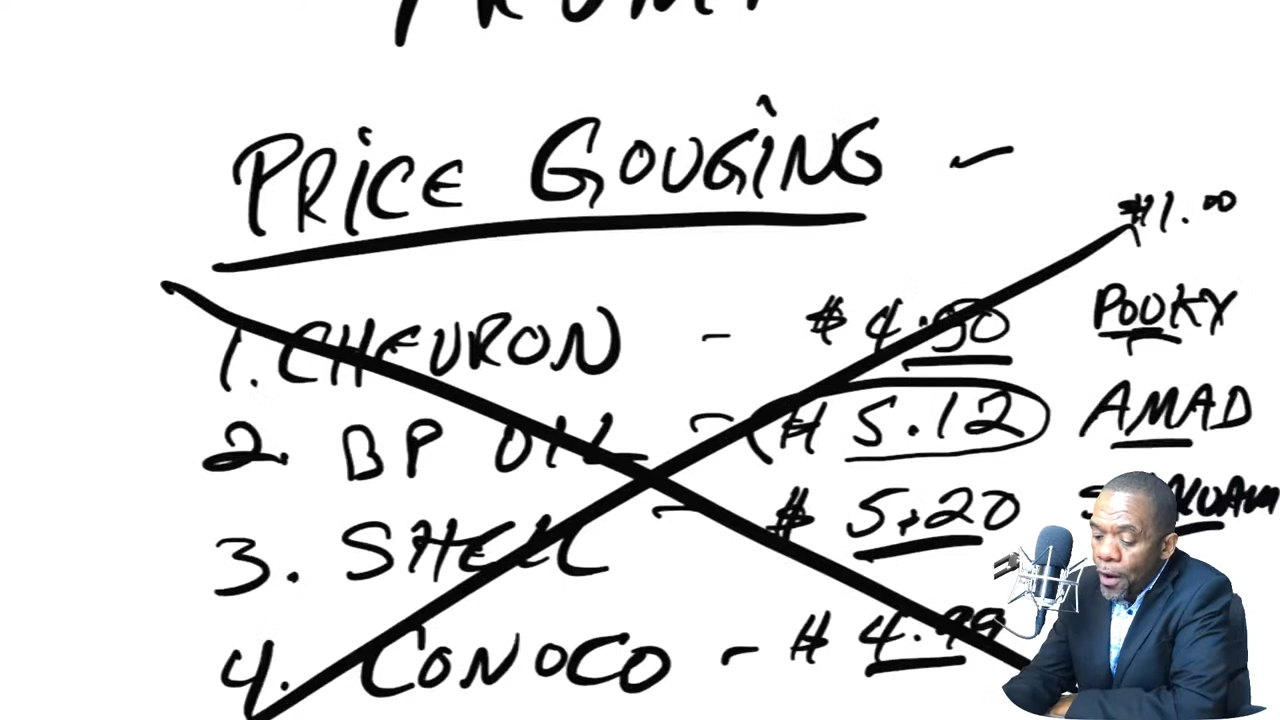 PRICE GOUGING -
$1.00
1. CHEVRON - $4.90 POOKY
2. BP OIL - $5.12 AMAD
3. SHELL - $5.20
4. CONOCO - $4.99